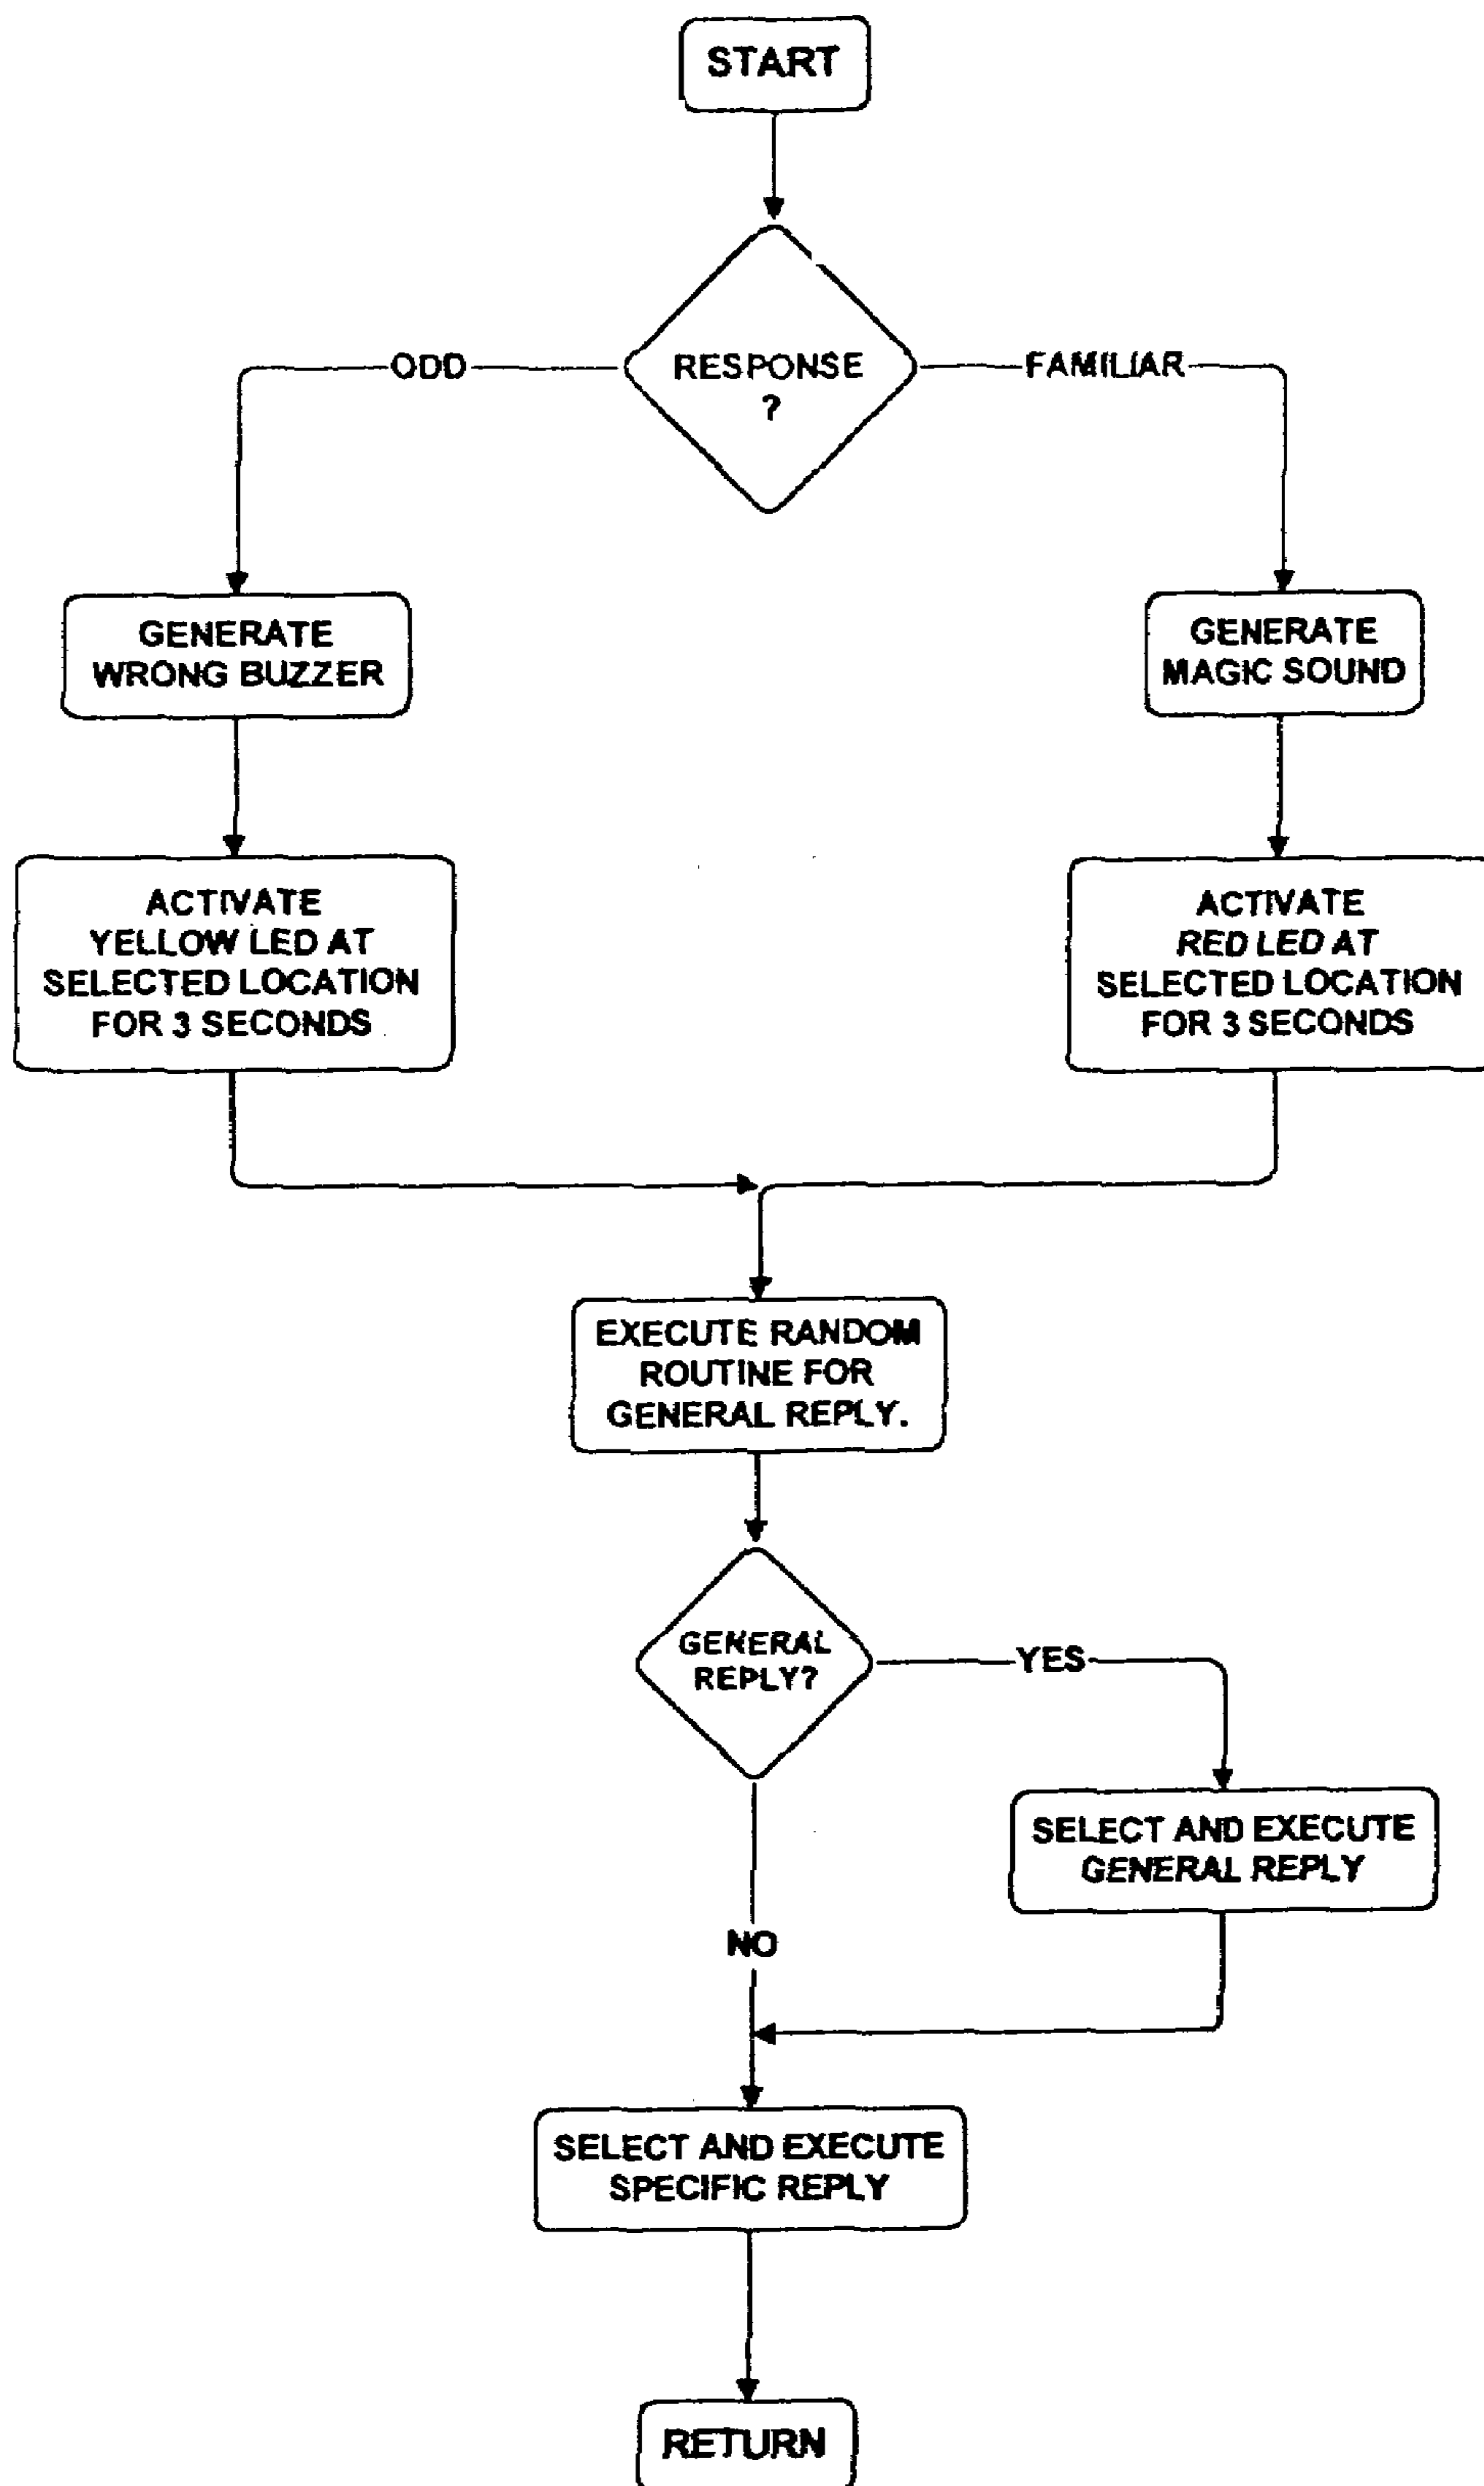 START
RESPONSE
?
ODD
FAMILIAR
GENERATE
WRONG BUZZER
GENERATE
MAGIC SOUND
ACTIVATE
YELLOW LED AT
SELECTED LOCATION
FOR 3 SECONDS
ACTIVATE
RED LED AT
SELECTED LOCATION
FOR 3 SECONDS
EXECUTE RANDOM
ROUTINE FOR
GENERAL REPLY.
GENERAL
REPLY?
YES
SELECT AND EXECUTE
GENERAL REPLY
NO
SELECT AND EXECUTE
SPECIFIC REPLY
RETURN